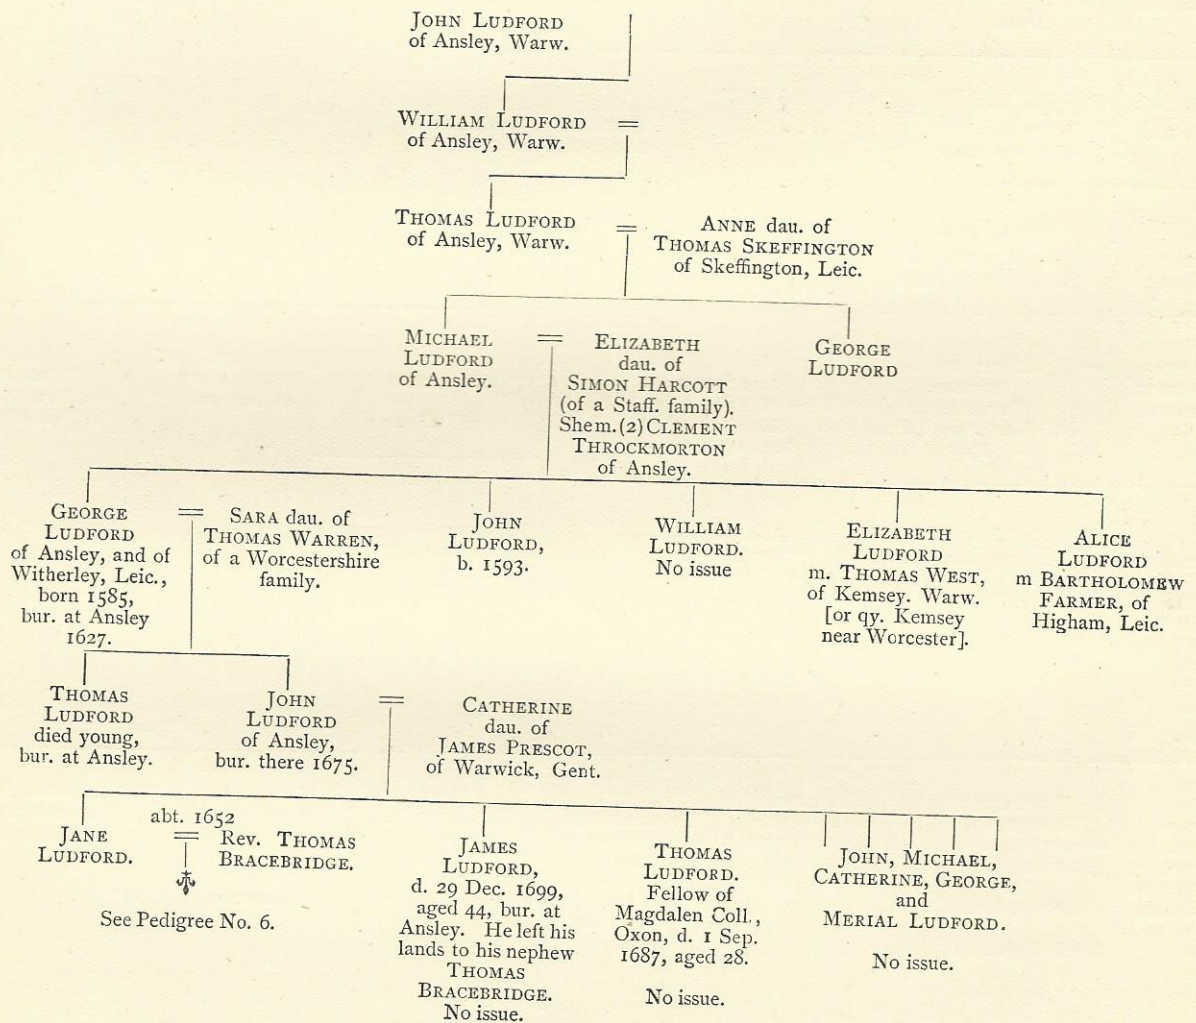 JOHN LUDFORD
of Ansley, Warw.
WILLIAM LUDFORD =
of Ansley, Warw.
THOMAS LUDFORD =
of Ansley, Warw.
ANNE dau. of
THOMAS SKEFFINGTON
of Skeffington, Leic.
MICHAEL =
LUDFORD
of Ansley.
ELIZABETH
dau. of
SIMON HARCOTT
(of a Staff. family).
She m. (2) CLEMENT
THROCKMORTON
of Ansley.
GEORGE
LUDFORD
GEORGE =
LUDFORD
of Ansley, and of
Witherley, Leic.,
born 1585,
bur. at Ansley
1627.
SARA dau. of
THOMAS WARREN,
of a Worcestershire
family.
JOHN
LUDFORD,
b. 1593.
WILLIAM
LUDFORD.
No issue
ELIZABETH
LUDFORD
m. THOMAS WEST,
of Kemsey. Warw.
[or qy. Kemsey
near Worcester].
ALICE
LUDFORD
m BARTHOLOMEW
FARMER, of
Higham, Leic.
THOMAS
LUDFORD
died young,
bur. at Ansley.
JOHN =
LUDFORD
of Ansley,
bur. there 1675.
CATHERINE
dau. of
JAMES PRESCOT,
of Warwick, Gent.
JANE
LUDFORD.
abt. 1652
=
Rev. THOMAS
BRACEBRIDGE.
See Pedigree No. 6.
JAMES
LUDFORD,
d. 29 Dec. 1699,
aged 44, bur. at
Ansley. He left his
lands to his nephew
THOMAS
BRACEBRIDGE.
No issue.
THOMAS
LUDFORD.
Fellow of
Magdalen Coll.,
Oxon, d. 1 Sep.
1687, aged 28.
No issue.
JOHN, MICHAEL,
CATHERINE, GEORGE,
and
MERIAL LUDFORD.
No issue.